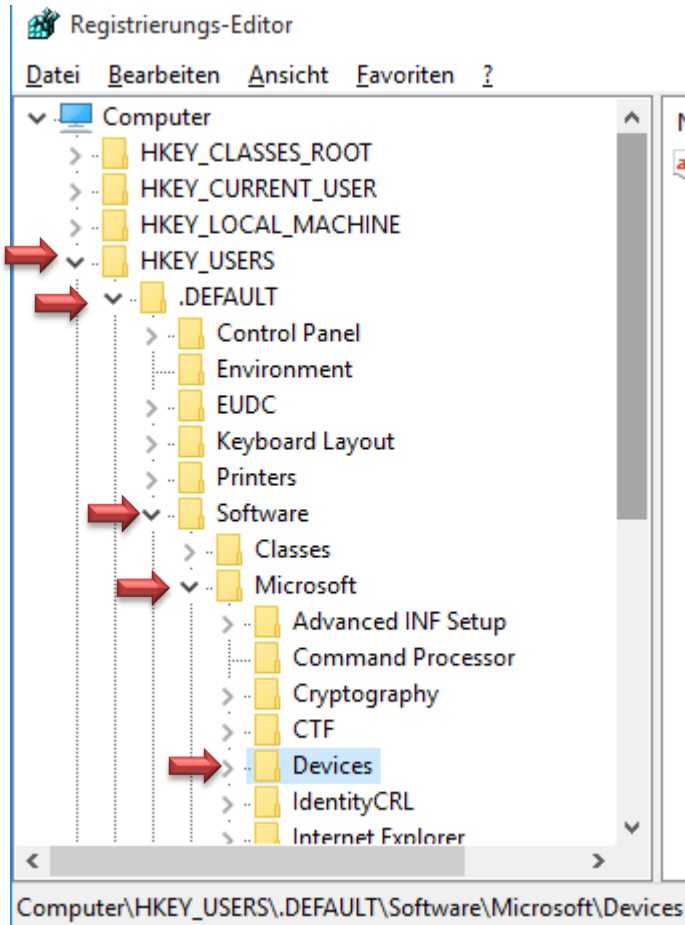 Registrierungs-Editor
Datei Bearbeiten Ansicht Favoriten ?
Computer
HKEY_CLASSES_ROOT
HKEY_CURRENT_USER
HKEY_LOCAL_MACHINE
HKEY_USERS
.DEFAULT
Control Panel
Environment
EUDC
Keyboard Layout
Printers
Software
Classes
Microsoft
Advanced INF Setup
Command Processor
Cryptography
CTF
Devices
IdentityCRL
Internet Explorer
Computer\HKEY_USERS\.DEFAULT\Software\Microsoft\Devices